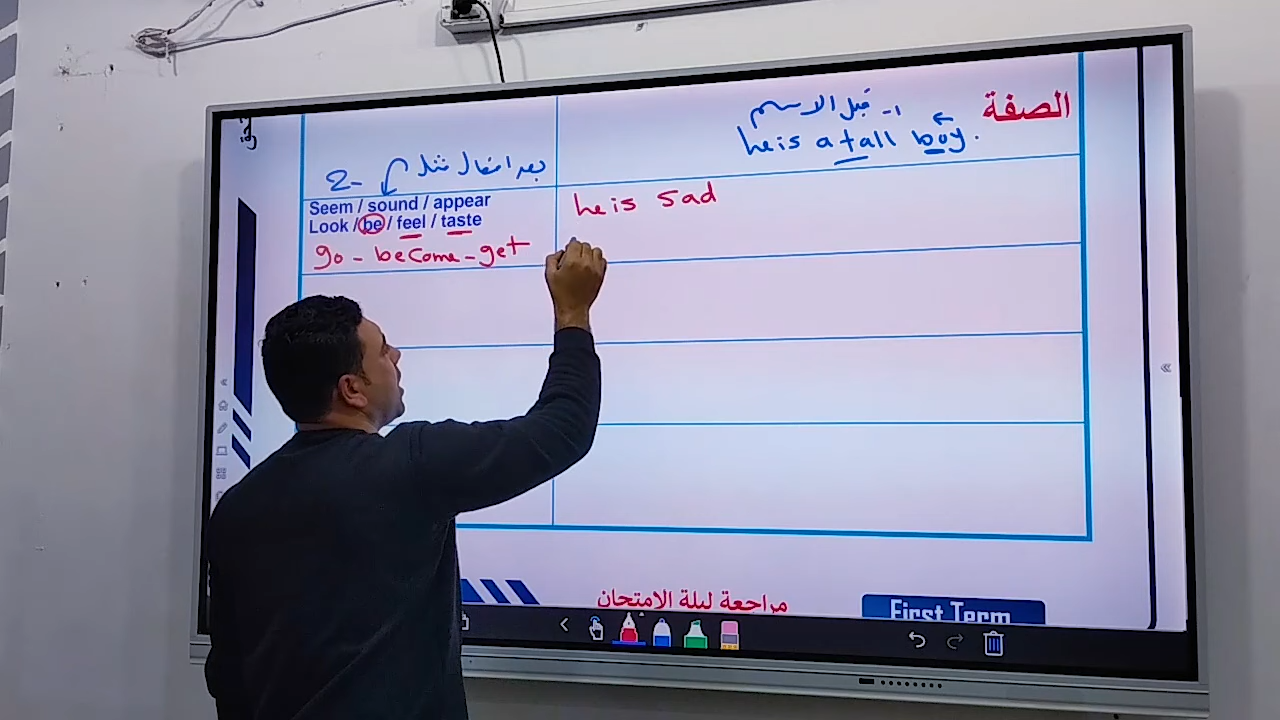 الصفة
١- قبل الاسم
he is a tall boy.
2- بعد افعال مثل
Seem / sound / appear
Look / be / feel / taste
go - become - get
he is sad
مراجعة ليلة الامتحان
First Term